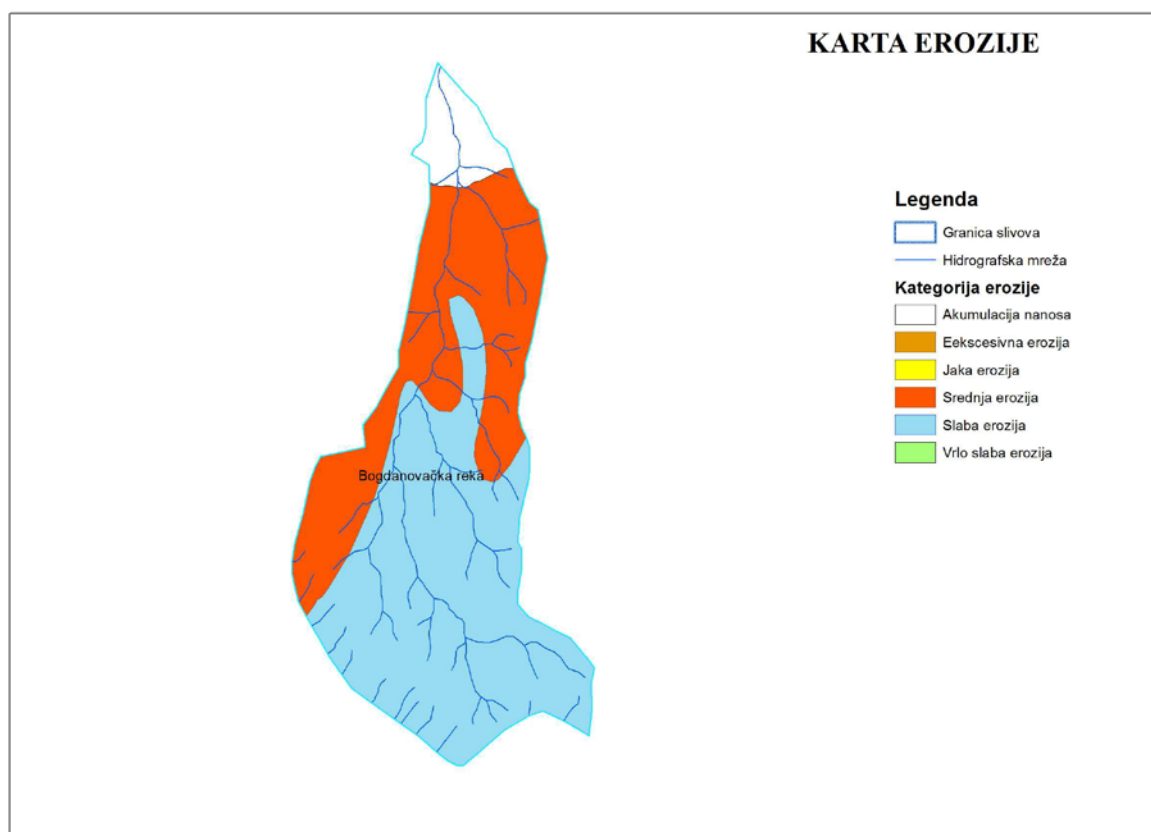 KARTA EROZIJE
Legenda
Granica slivova
Hidrografska mreža
Kategorija erozije
Akumulacija nanosa
Eekscesivna erozija
Jaka erozija
Srednja erozija
Slaba erozija
Vrlo slaba erozija
Bogdanovačka reka